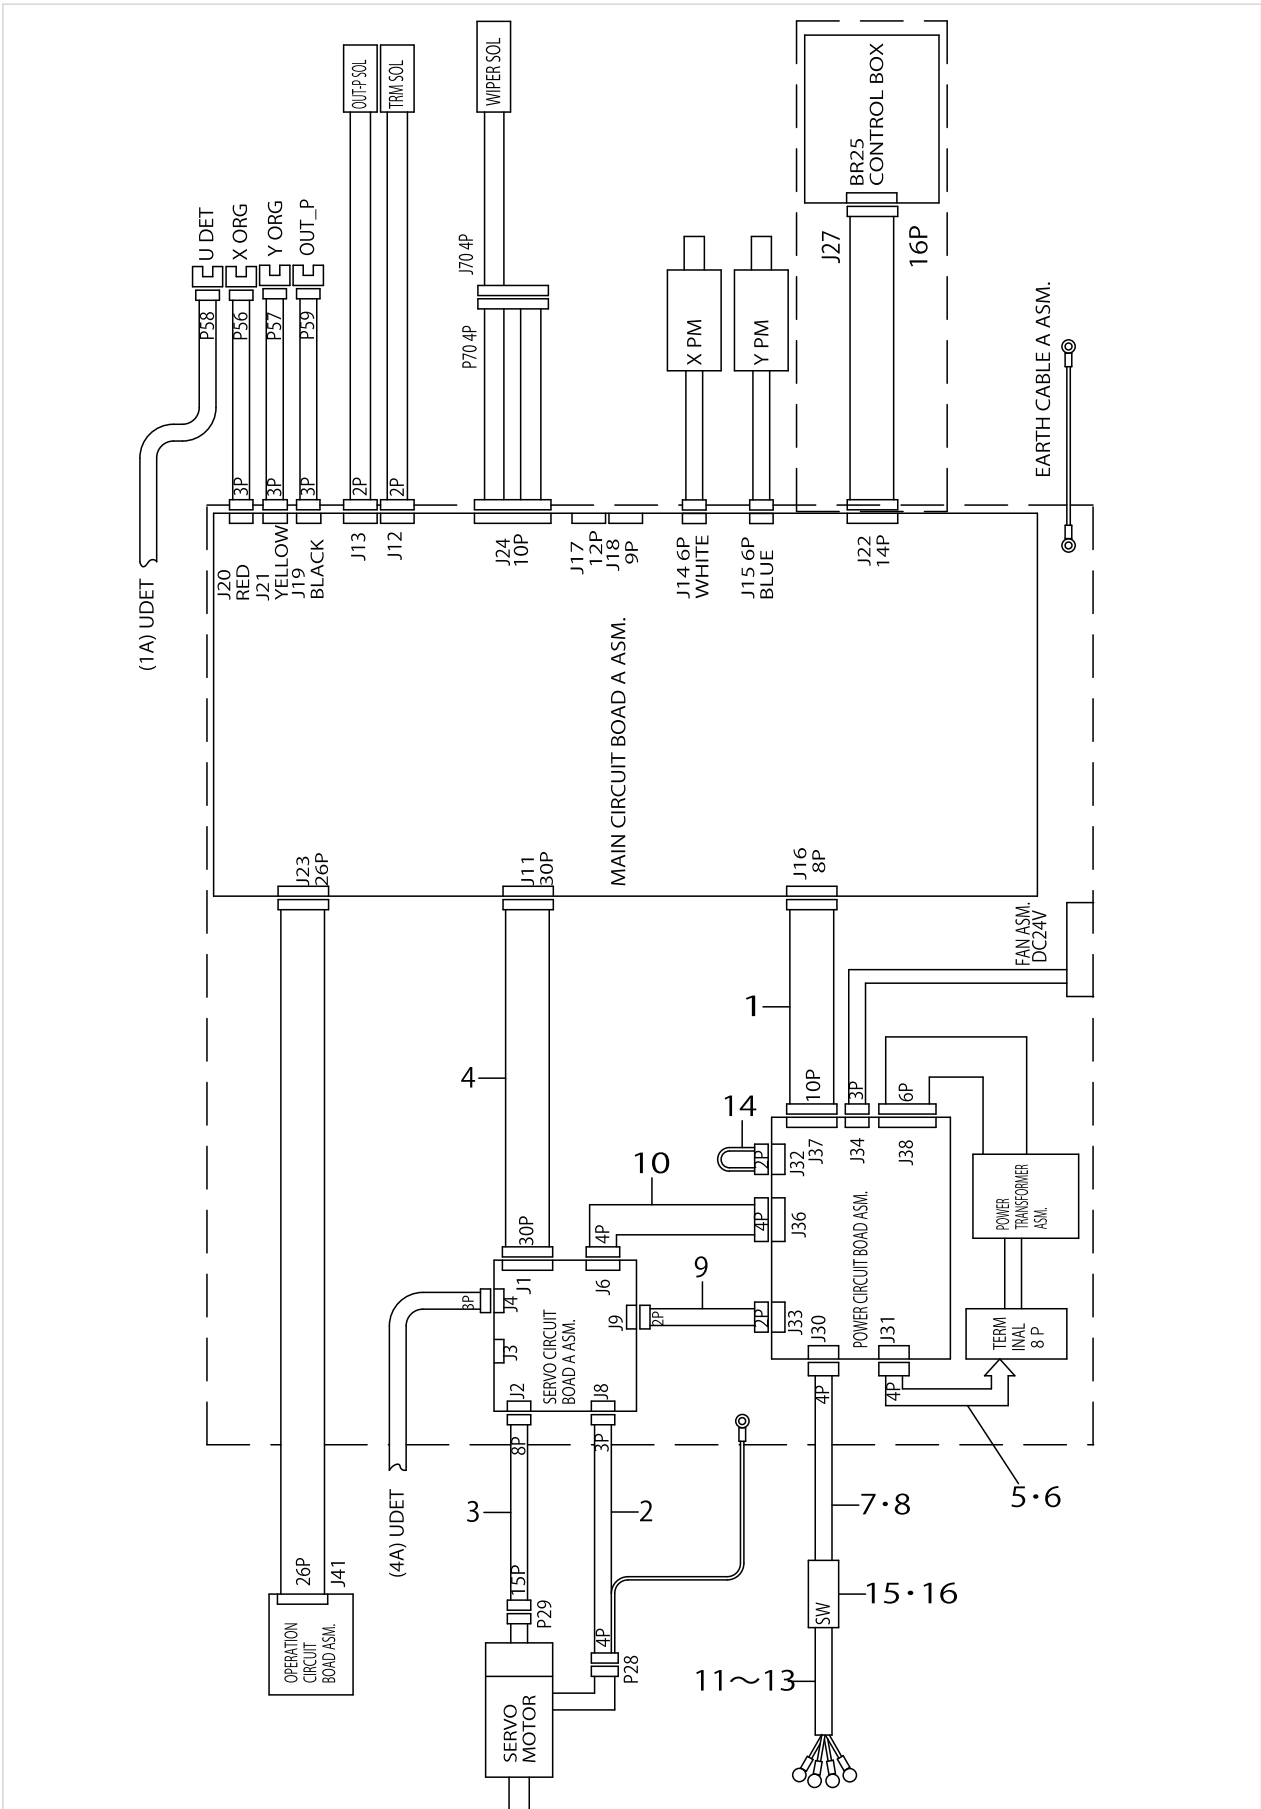 OUT-P SOL
TRM SOL
WIPER SOL
BR25
CONTROL BOX
U DET
X ORG
Y ORG
OUT_P
J70 4P
J27
16P
P58
P56
P57
P59
P70 4P
X PM
Y PM
EARTH CABLE A ASM.
3P
3P
3P
2P
2P
(1A) UDET
J20
RED
J21
YELLOW
J19
BLACK
J13
J12
J24
10P
J17
12P
J18
9P
J14 6P
WHITE
J15 6P
BLUE
J22
14P
MAIN CIRCUIT BOAD A ASM.
J23
26P
J11
30P
J16
8P
FAN ASM.
DC24V
1
4
10P
3P
6P
14
2P
J32
J37
J34
J38
10
30P
4P
4P
J36
POWER
TRANSFORMER
ASM.
POWER CIRCUIT BOAD ASM.
3P
J4
J1
J6
9
J3
SERVO CIRCUIT
BOAD A ASM.
J9
2P
2P
J33
J30
J31
TERM
INAL
8 P
J2
J8
4P
4P
8P
3P
(4A) UDET
3
2
7・8
5・6
26P
J41
15P
P29
SW
15・16
OPERATION
CIRCUIT
BOAD ASM.
4P
P28
11〜13
SERVO
MOTOR